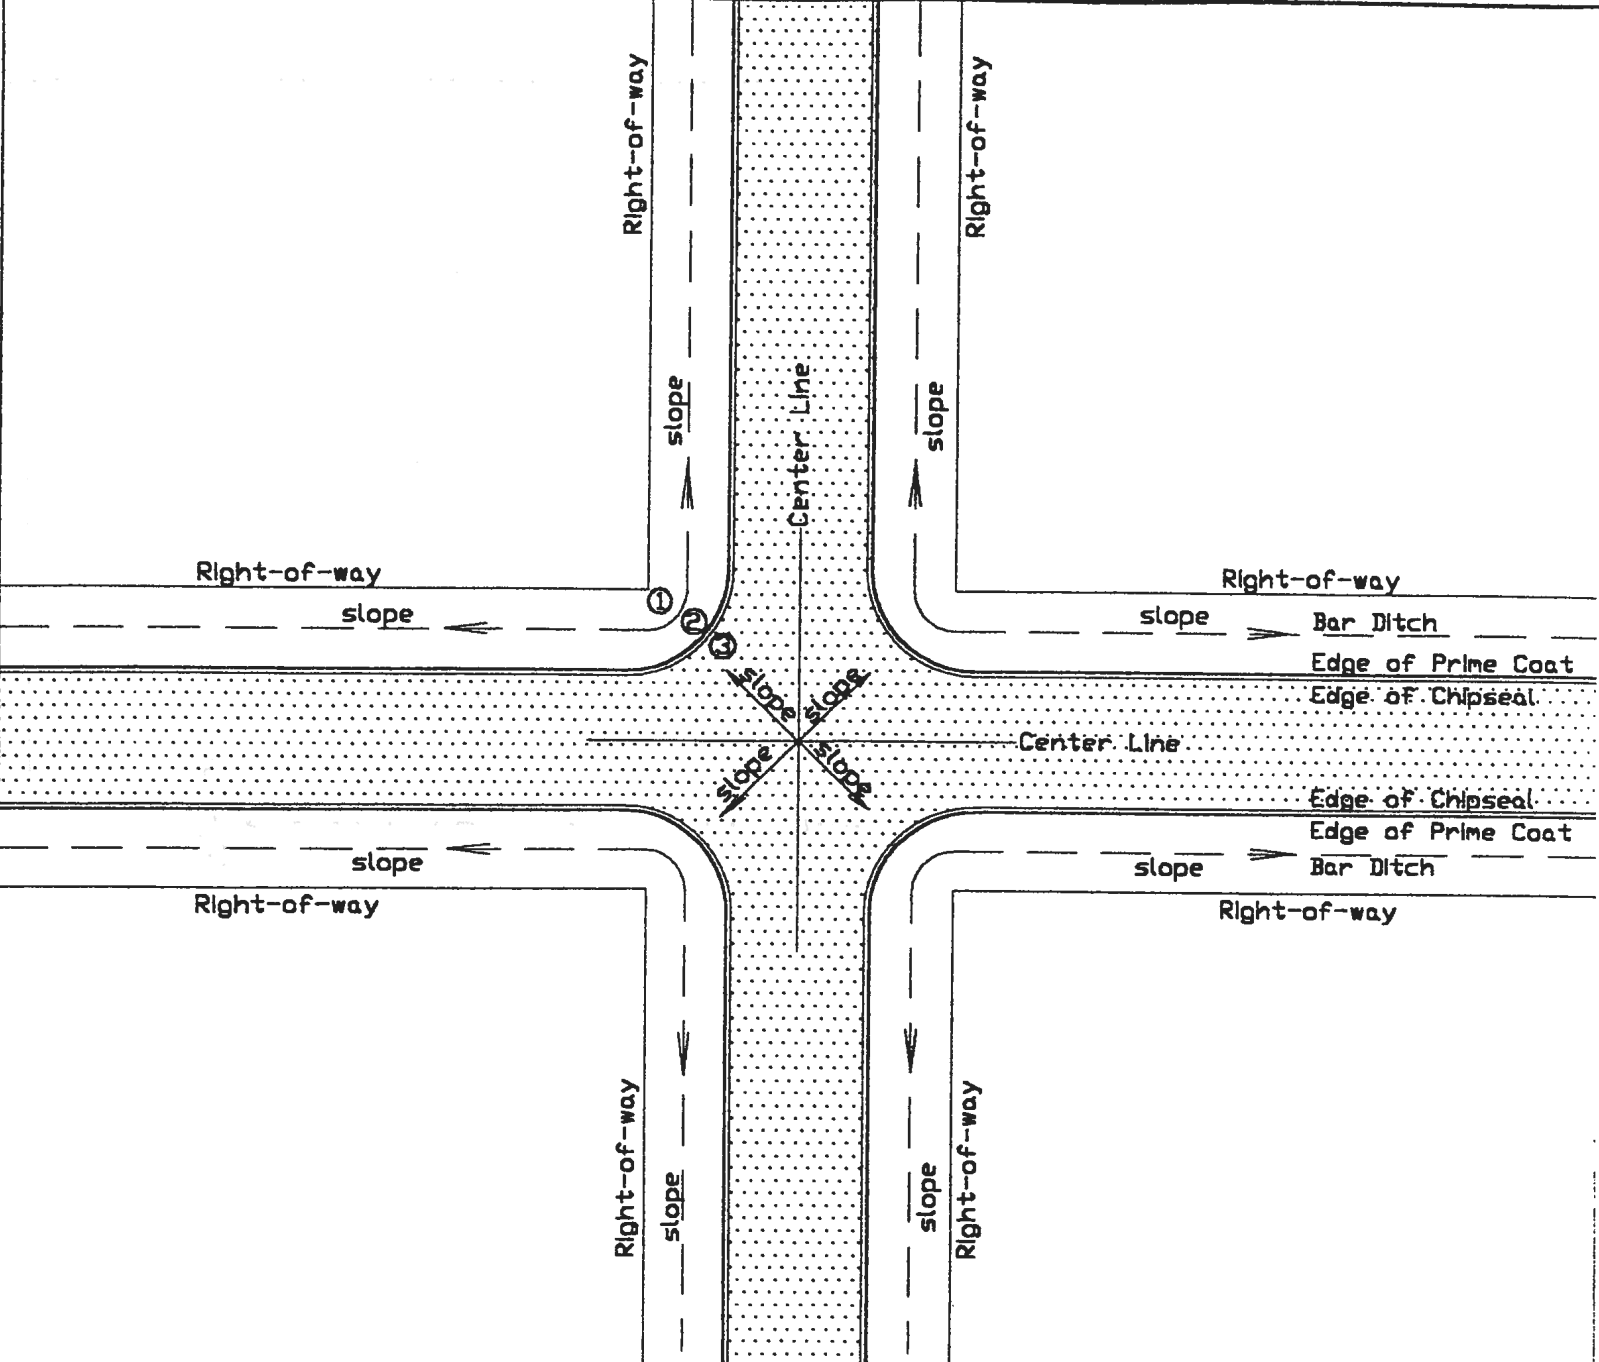 Right-of-way
Right-of-way
slope
slope
Center Line
Right-of-way
Right-of-way
slope
①
slope
Bar Ditch
②
③
Edge of Prime Coat
slope
slope
Edge of Chipseal
Center Line
slope
slope
Edge of Chipseal
Edge of Prime Coat
slope
slope
Bar Ditch
Right-of-way
Right-of-way
Right-of-way
slope
slope
Right-of-way